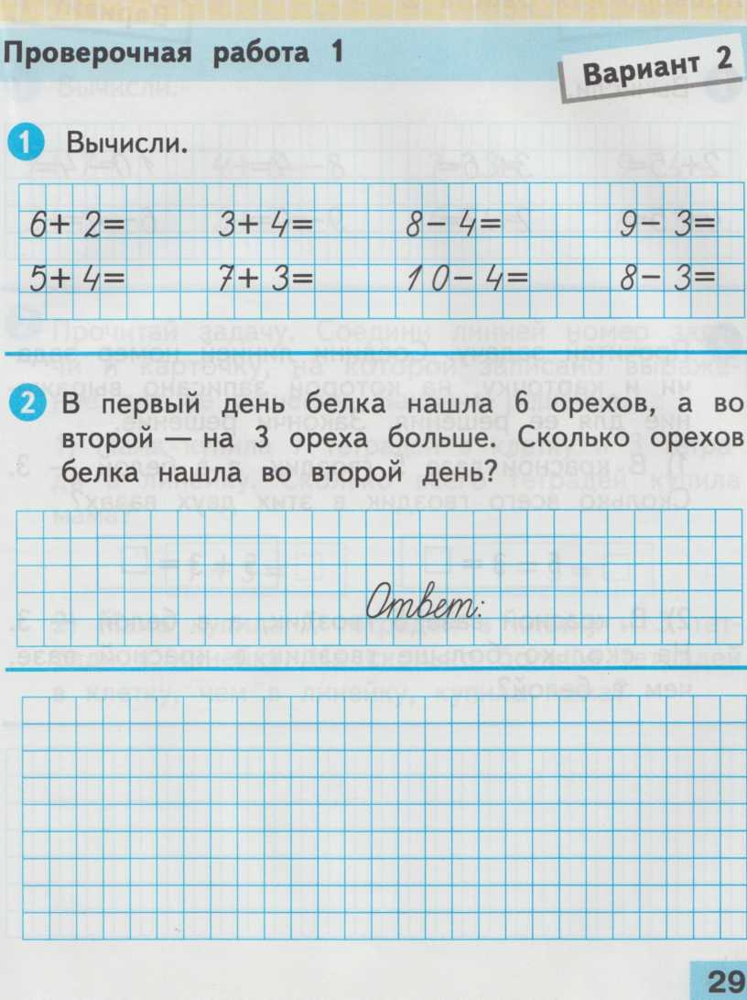 Проверочная работа 1
Вариант 2
1 Вычисли.
6+ 2= 3+ 4= 8− 4= 9− 3=
5+ 4= 7+ 3= 10− 4= 8− 3=
2 В первый день белка нашла 6 орехов, а во
второй — на 3 ореха больше. Сколько орехов
белка нашла во второй день?
Ответ:
29